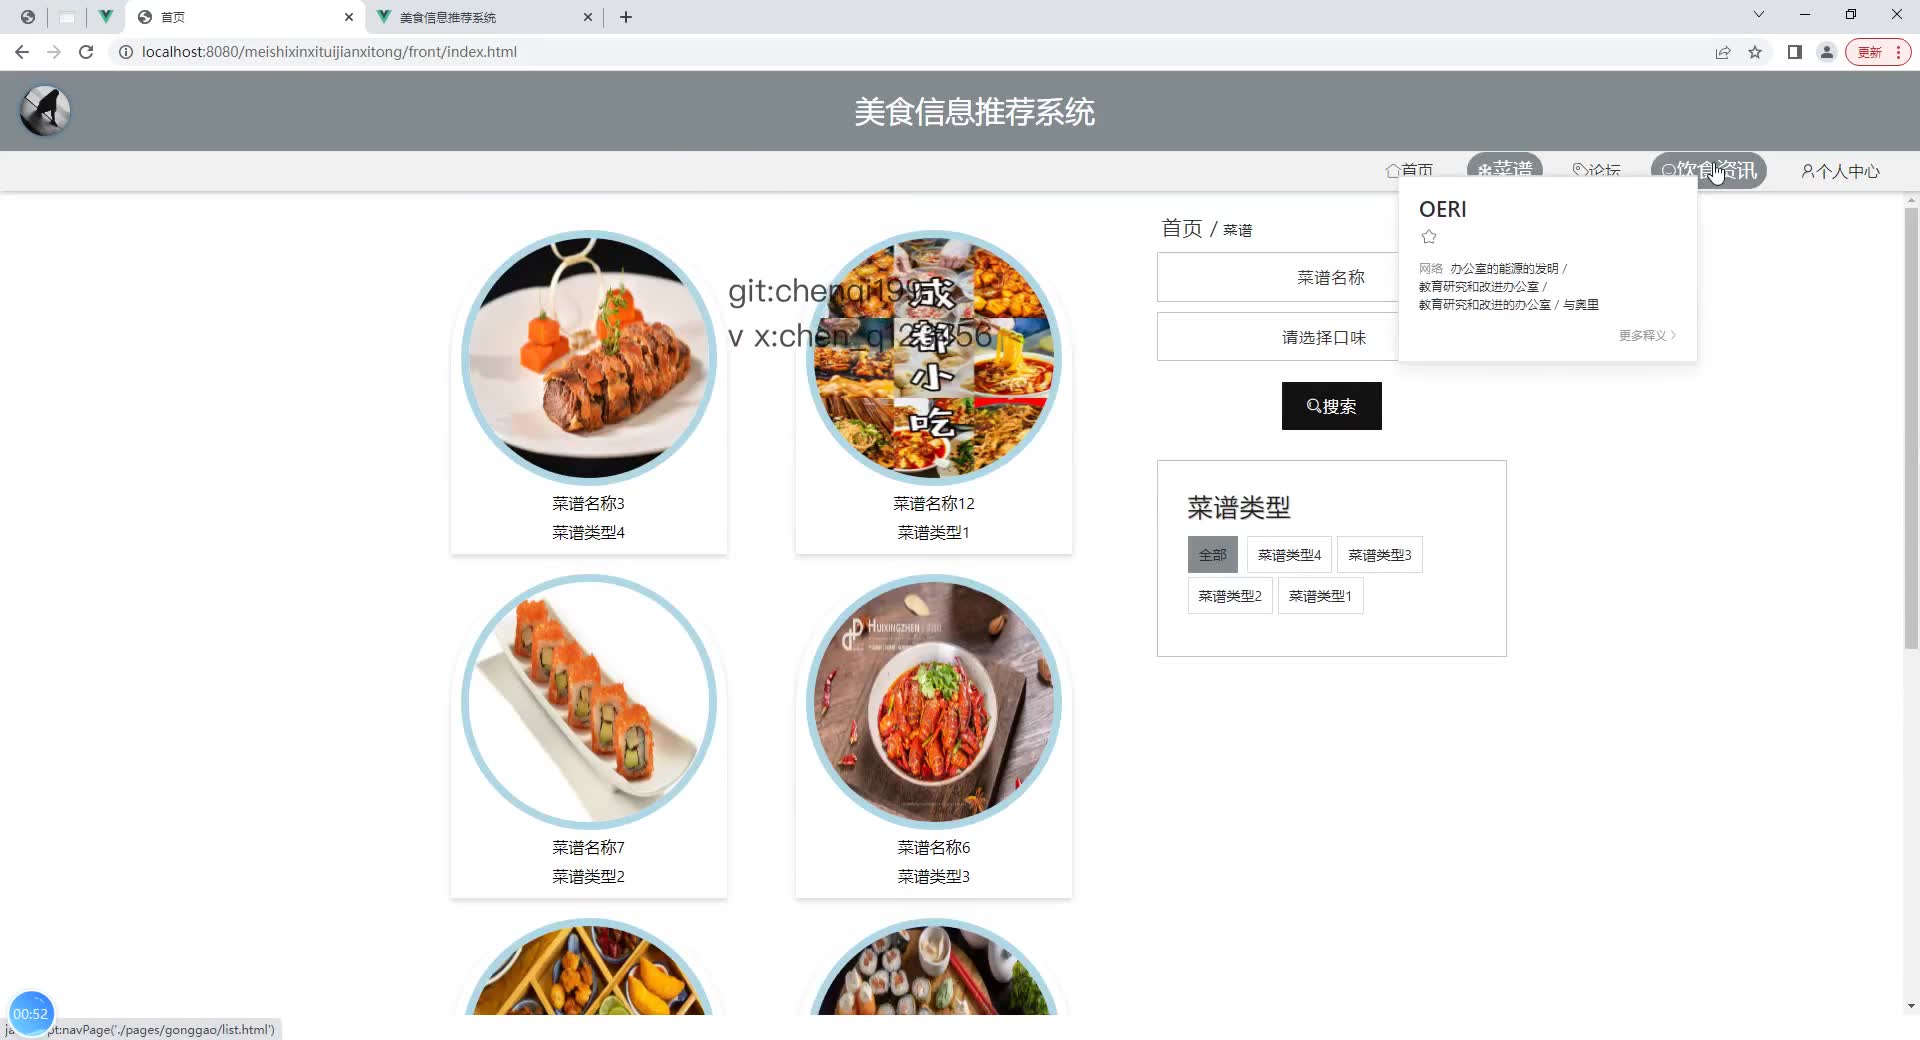 首页
美食信息推荐系统
localhost:8080/meishixinxituijianxitong/front/index.html
更新
美食信息推荐系统
首页
菜谱
论坛
饮食资讯
个人中心
OERI
网络 办公室的能源的发明 /
教育研究和改进办公室 /
教育研究和改进的办公室 / 与奥里
更多释义
首页 / 菜谱
菜谱名称
请选择口味
搜索
菜谱类型
全部
菜谱类型4
菜谱类型3
菜谱类型2
菜谱类型1
成都小吃
菜谱名称3
菜谱类型4
菜谱名称12
菜谱类型1
HUIXINGZHEN
菜谱名称7
菜谱类型2
菜谱名称6
菜谱类型3
00:52
pt:navPage('./pages/gonggao/list.html')